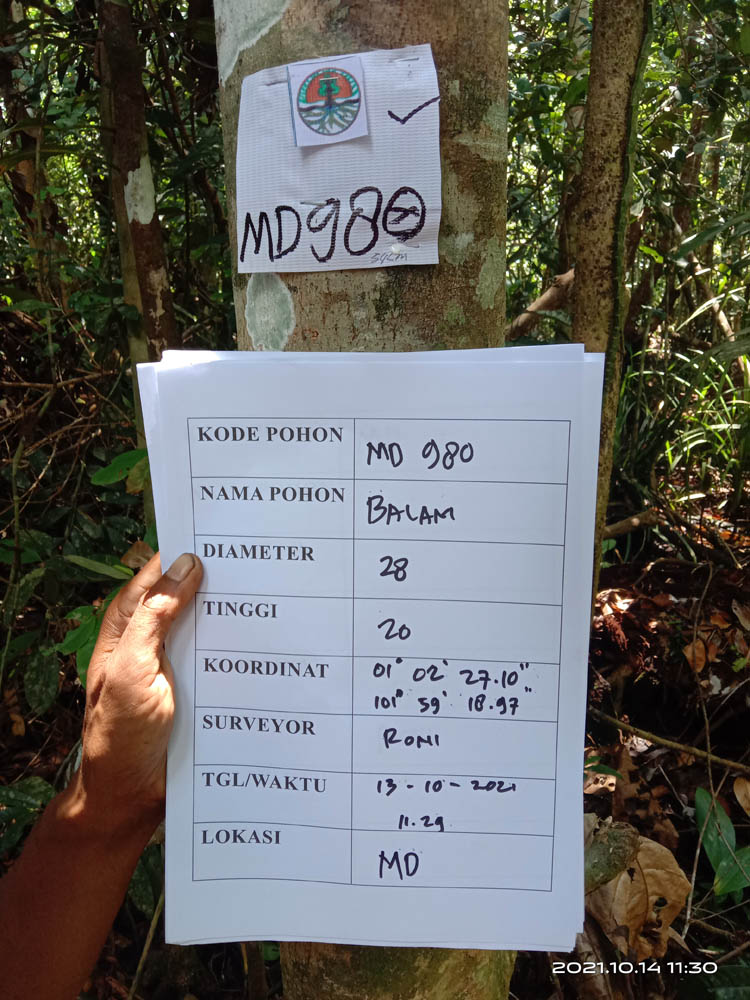 MD980
KODE POHON MD 980
NAMA POHON BALAM
DIAMETER 28
TINGGI 20
KOORDINAT 01° 02' 27.10"
101° 59' 18.97"
SURVEYOR RONI
TGL/WAKTU 13-10-2021
11.29
LOKASI MD
2021.10.14 11:30